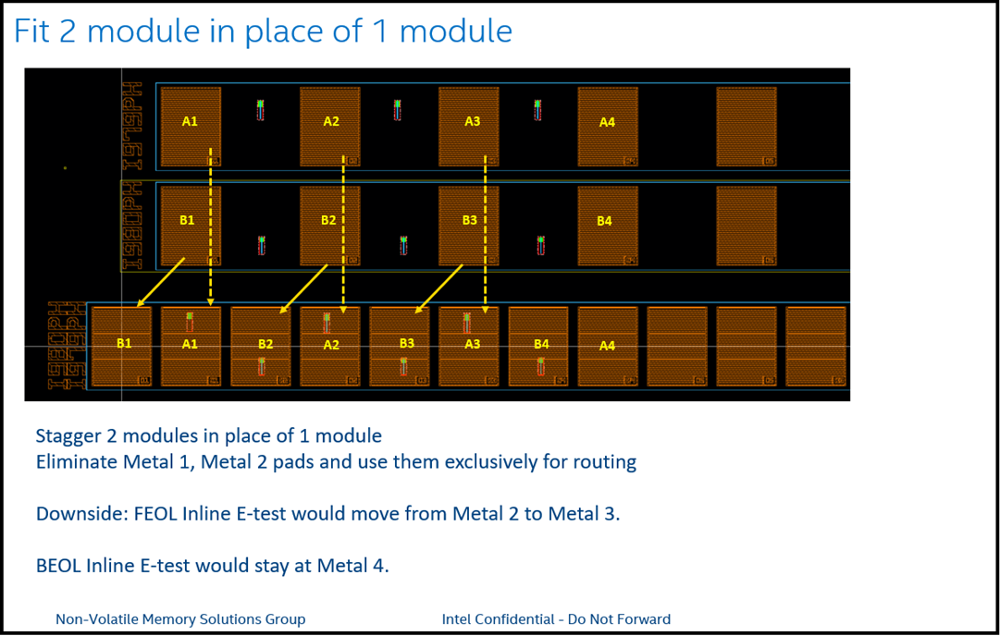 Fit 2 module in place of 1 module
A1 A2 A3 A4
B1 B2 B3 B4
B1 A1 B2 A2 B3 A3 B4 A4
Stagger 2 modules in place of 1 module
Eliminate Metal 1, Metal 2 pads and use them exclusively for routing
Downside: FEOL Inline E-test would move from Metal 2 to Metal 3.
BEOL Inline E-test would stay at Metal 4.
Non-Volatile Memory Solutions Group
Intel Confidential - Do Not Forward